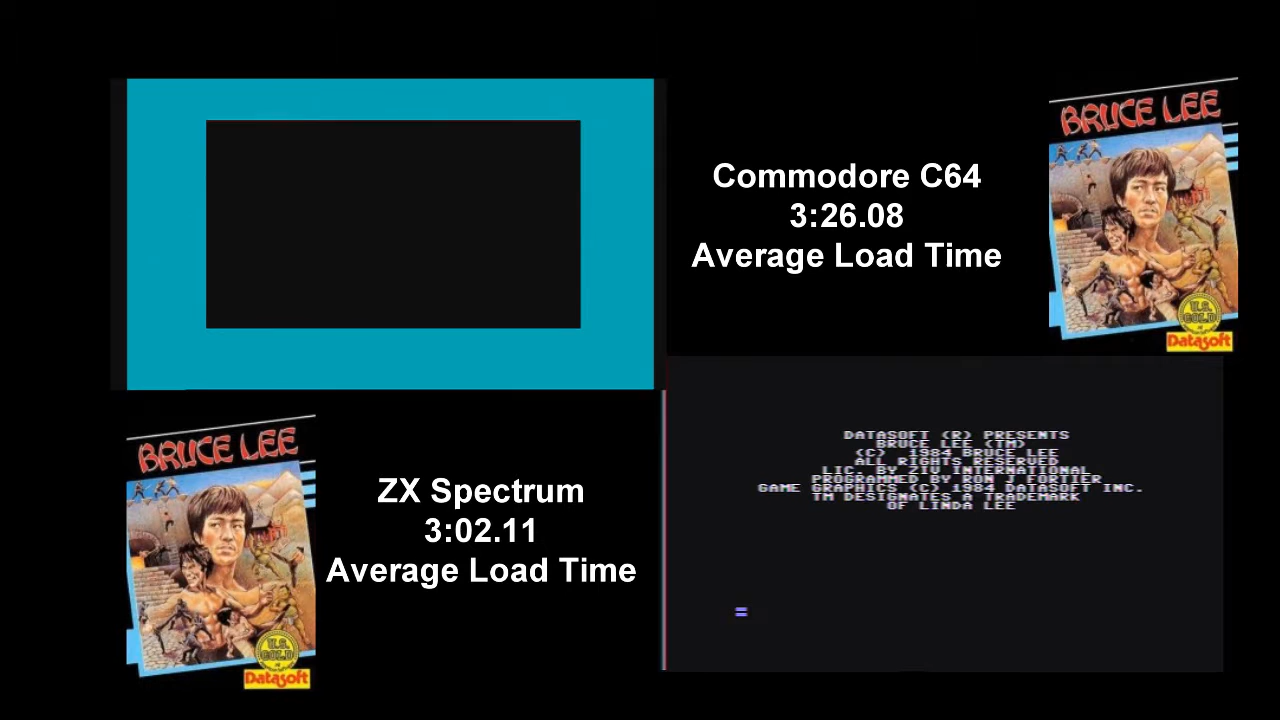 BRUCE LEE
Commodore C64
3:26.08
Average Load Time
U.S.
GOLD
Datasoft
BRUCE LEE
ZX Spectrum
3:02.11
Average Load Time
U.S.
GOLD
Datasoft
DATASOFT (R) PRESENTS
BRUCE LEE (TM)
(C) 1984 BRUCE LEE
ALL RIGHTS RESERVED
LIC. BY ZIV INTERNATIONAL
PROGRAMMED BY RON J FORTIER
GAME GRAPHICS (C) 1984 DATASOFT INC.
TM DESIGNATES A TRADEMARK
OF LINDA LEE
=